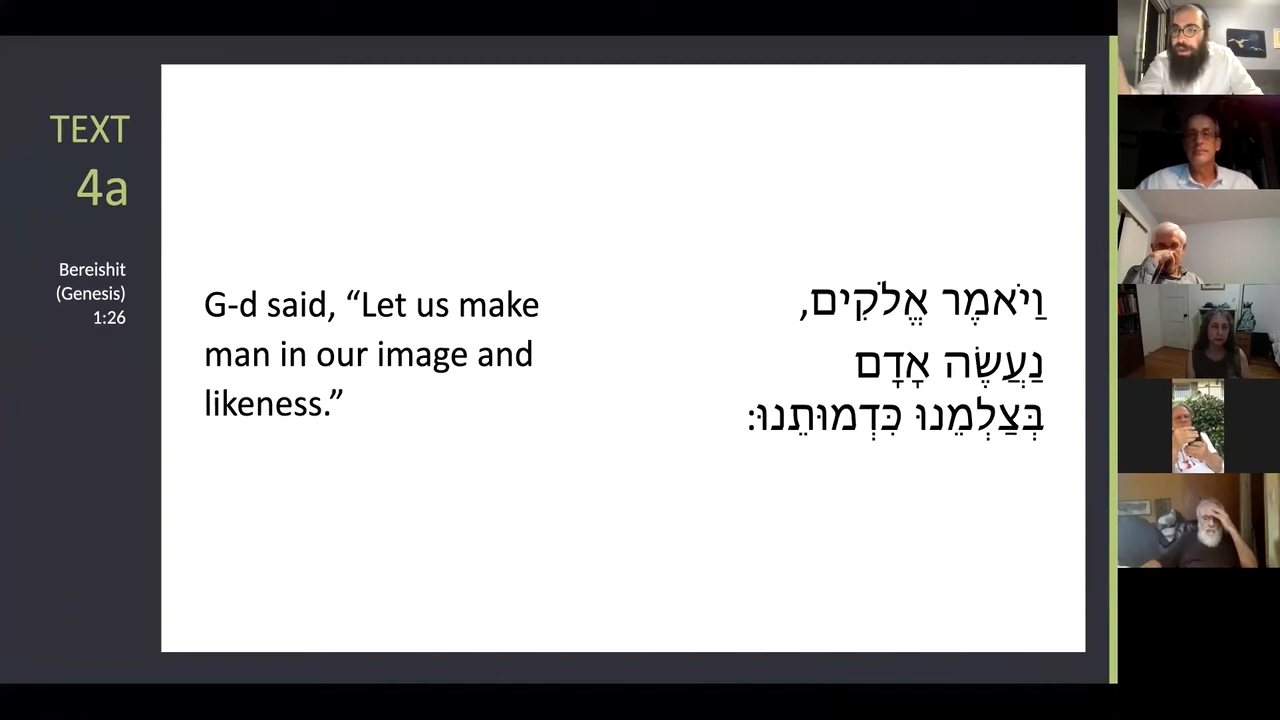 TEXT
4a
Bereishit
(Genesis)
1:26
G-d said, “Let us make
man in our image and
likeness.”
וַיֹּאמֶר אֱלֹקִים,
נַעֲשֶׂה אָדָם
בְּצַלְמֵנוּ כִּדְמוּתֵנוּ: